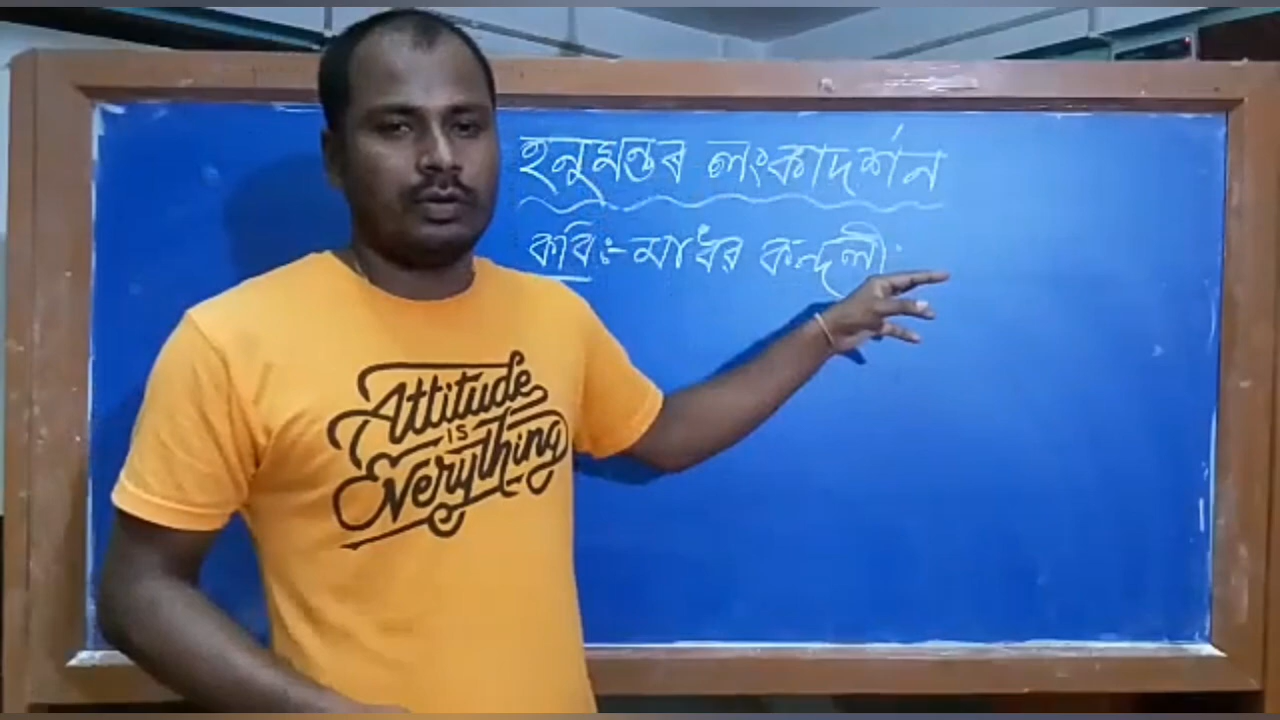 হনুমন্তৰ লংকাদৰ্শন
কবিঃ- মাধৱ কন্দলী
Attitude
IS
Everything